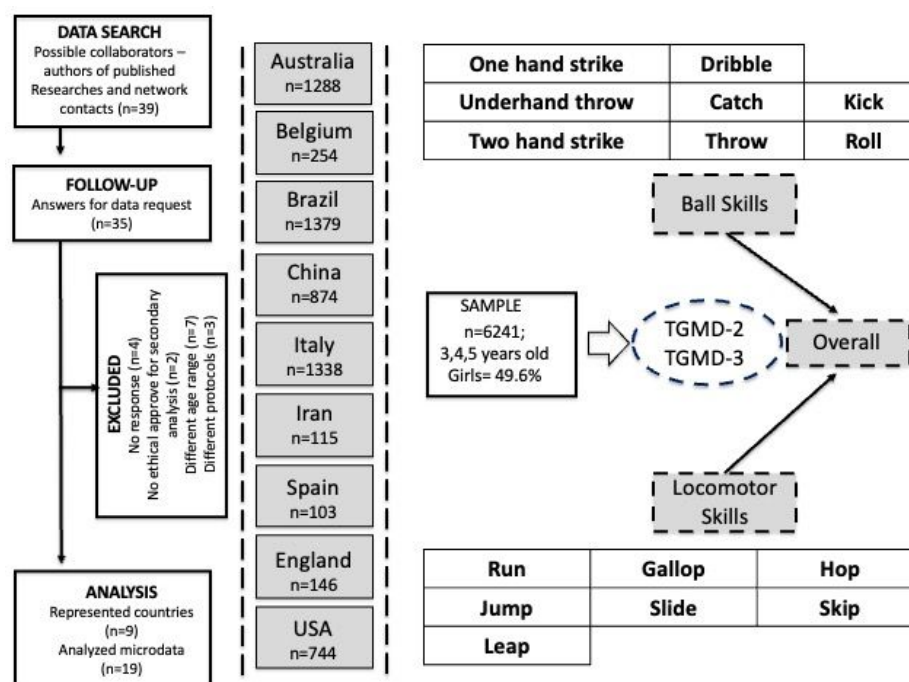 DATA SEARCH
Possible collaborators –
authors of published
Researches and network
contacts (n=39)
FOLLOW-UP
Answers for data request
(n=35)
EXCLUDED
No response (n=4)
No ethical approve for secondary
analysis (n=2)
Different age range (n=7)
Different protocols (n=3)
ANALYSIS
Represented countries
(n=9)
Analyzed microdata
(n=19)
Australia
n=1288
Belgium
n=254
Brazil
n=1379
China
n=874
Italy
n=1338
Iran
n=115
Spain
n=103
England
n=146
USA
n=744
One hand strike Dribble
Underhand throw Catch Kick
Two hand strike Throw Roll
Ball Skills
SAMPLE
n=6241;
3,4,5 years old
Girls= 49.6%
TGMD-2
TGMD-3
Overall
Locomotor
Skills
Run Gallop Hop
Jump Slide Skip
Leap